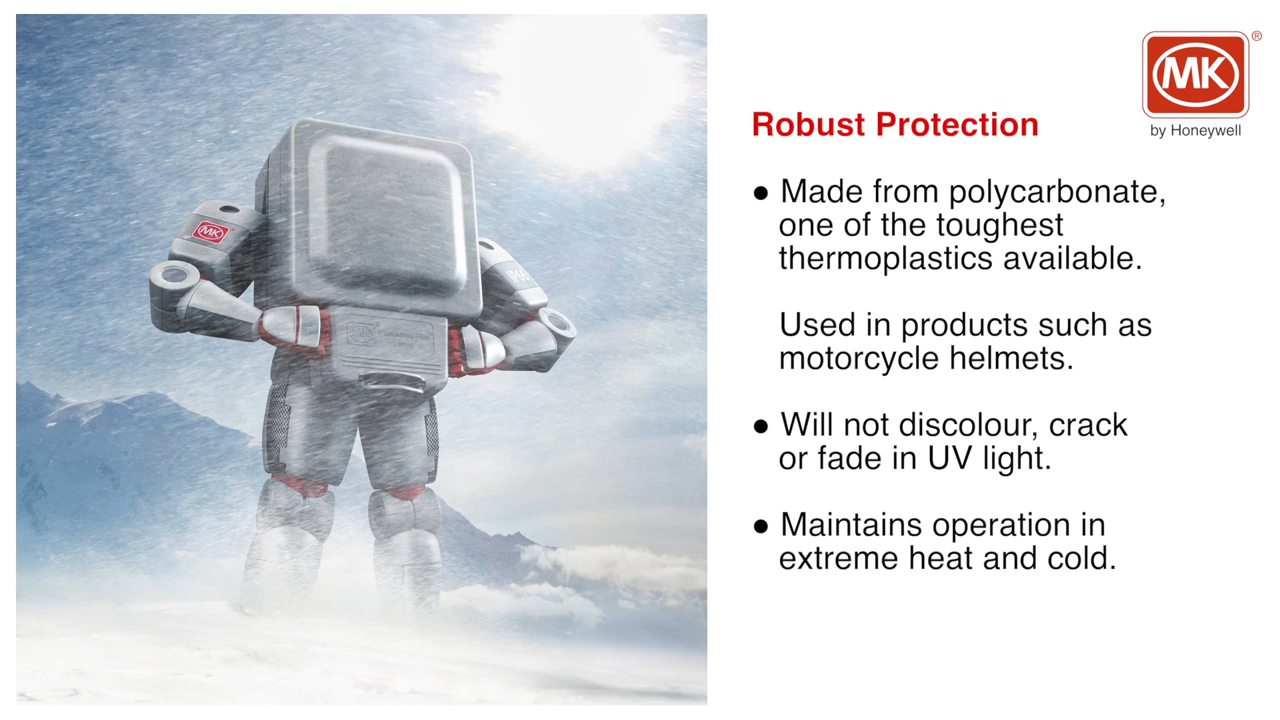 MK
®
by Honeywell
Robust Protection
● Made from polycarbonate,
one of the toughest
thermoplastics available.
Used in products such as
motorcycle helmets.
● Will not discolour, crack
or fade in UV light.
● Maintains operation in
extreme heat and cold.
MK
MK